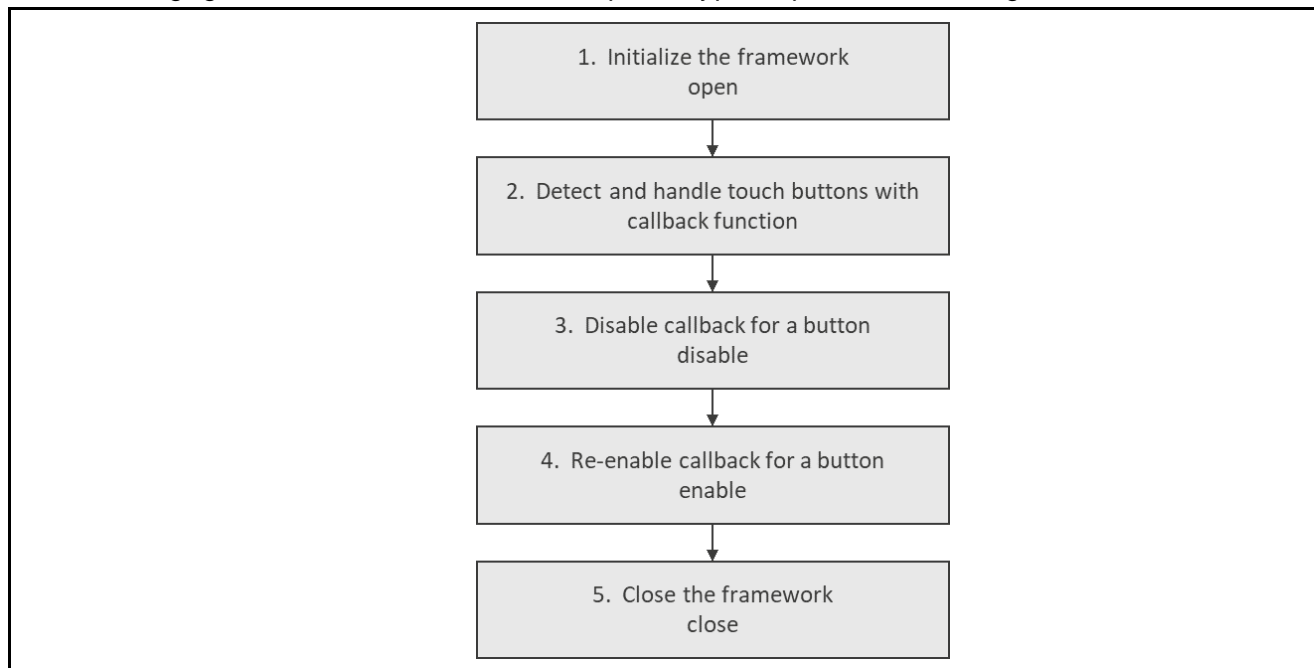 1. Initialize the framework
open
2. Detect and handle touch buttons with
callback function
3. Disable callback for a button
disable
4. Re-enable callback for a button
enable
5. Close the framework
close